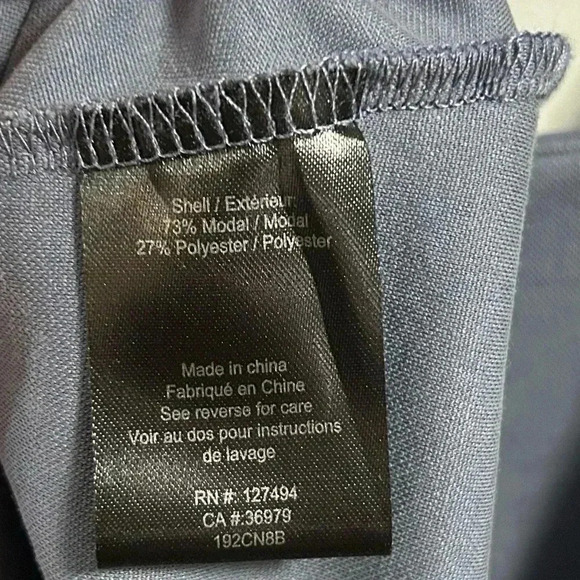 Shell / Extérieur:
73% Modal / Modal
27% Polyester / Polyester
Made in china
Fabriqué en Chine
See reverse for care
Voir au dos pour instructions
de lavage
RN #: 127494
CA #:36979
192CN8B